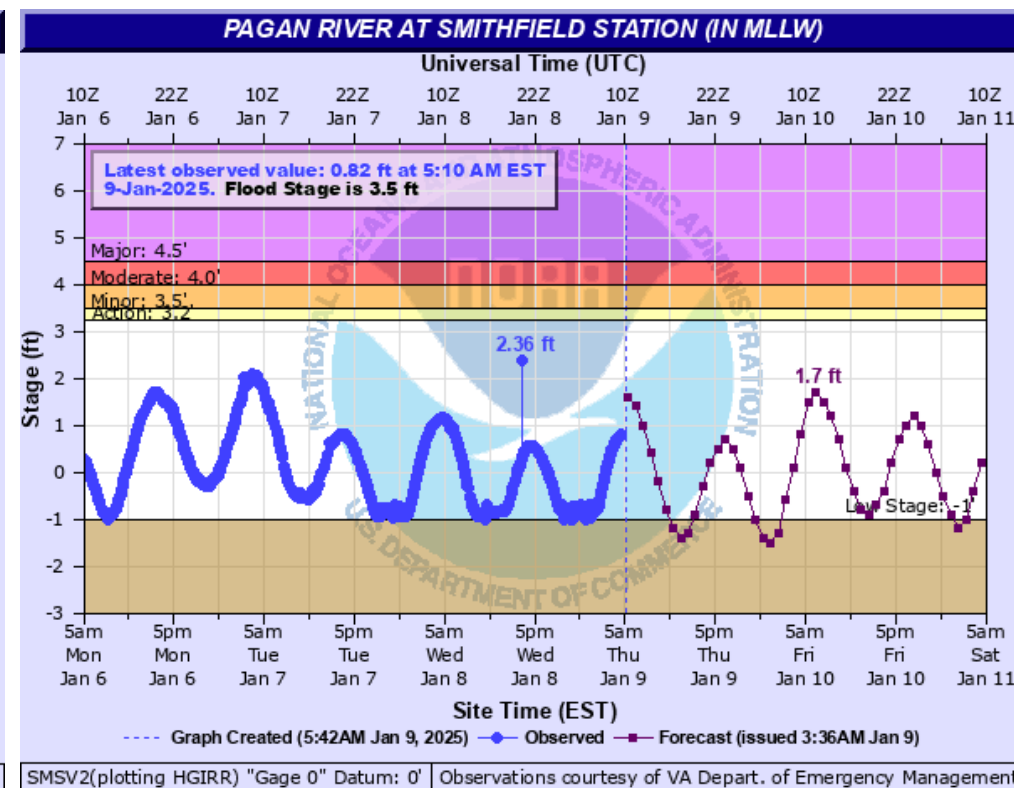 PAGAN RIVER AT SMITHFIELD STATION (IN MLLW)
Universal Time (UTC)
10Z 22Z 10Z 22Z 10Z 22Z 10Z 22Z 10Z 22Z 10Z
Jan 6 Jan 6 Jan 7 Jan 7 Jan 8 Jan 8 Jan 9 Jan 9 Jan 10 Jan 10 Jan 11
Latest observed value: 0.82 ft at 5:10 AM EST
9-Jan-2025. Flood Stage is 3.5 ft
7
6
5
4
3
2
1
0
-1
-2
-3
Stage (ft)
Major: 4.5'
Moderate: 4.0'
Minor: 3.5'
Action: 3.2'
2.36 ft
1.7 ft
Low Stage: -1'
NATIONAL OCEANIC AND ATMOSPHERIC ADMINISTRATION
NOAA
U.S. DEPARTMENT OF COMMERCE
5am 5pm 5am 5pm 5am 5pm 5am 5pm 5am 5pm 5am
Mon Mon Tue Tue Wed Wed Thu Thu Fri Fri Sat
Jan 6 Jan 6 Jan 7 Jan 7 Jan 8 Jan 8 Jan 9 Jan 9 Jan 10 Jan 10 Jan 11
Site Time (EST)
Graph Created (5:42AM Jan 9, 2025) Observed Forecast (issued 3:36AM Jan 9)
SMSV2(plotting HGIRR) "Gage 0" Datum: 0' Observations courtesy of VA Depart. of Emergency Management